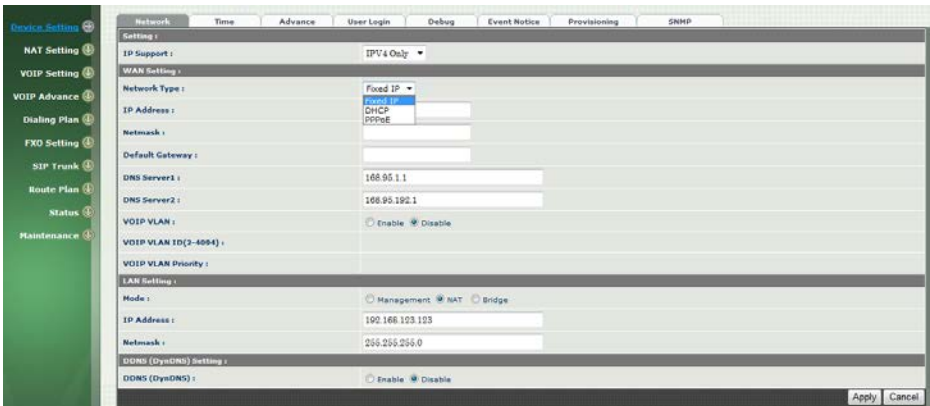 Device Setting
NAT Setting
VOIP Setting
VOIP Advance
Dialing Plan
FXO Setting
SIP Trunk
Route Plan
Status
Maintenance
Network Time Advance User Login Debug Event Notice Provisioning SNMP
Setting :
IP Support : IPV4 Only
WAN Setting :
Network Type : Fixed IP
Fixed IP
DHCP
PPPoE
IP Address :
Netmask :
Default Gateway :
DNS Server1 : 168.95.1.1
DNS Server2 : 168.95.192.1
VOIP VLAN : Enable Disable
VOIP VLAN ID(2-4094) :
VOIP VLAN Priority :
LAN Setting :
Mode : Management NAT Bridge
IP Address : 192.168.123.123
Netmask : 255.255.255.0
DDNS (DynDNS) Setting :
DDNS (DynDNS) : Enable Disable
Apply Cancel